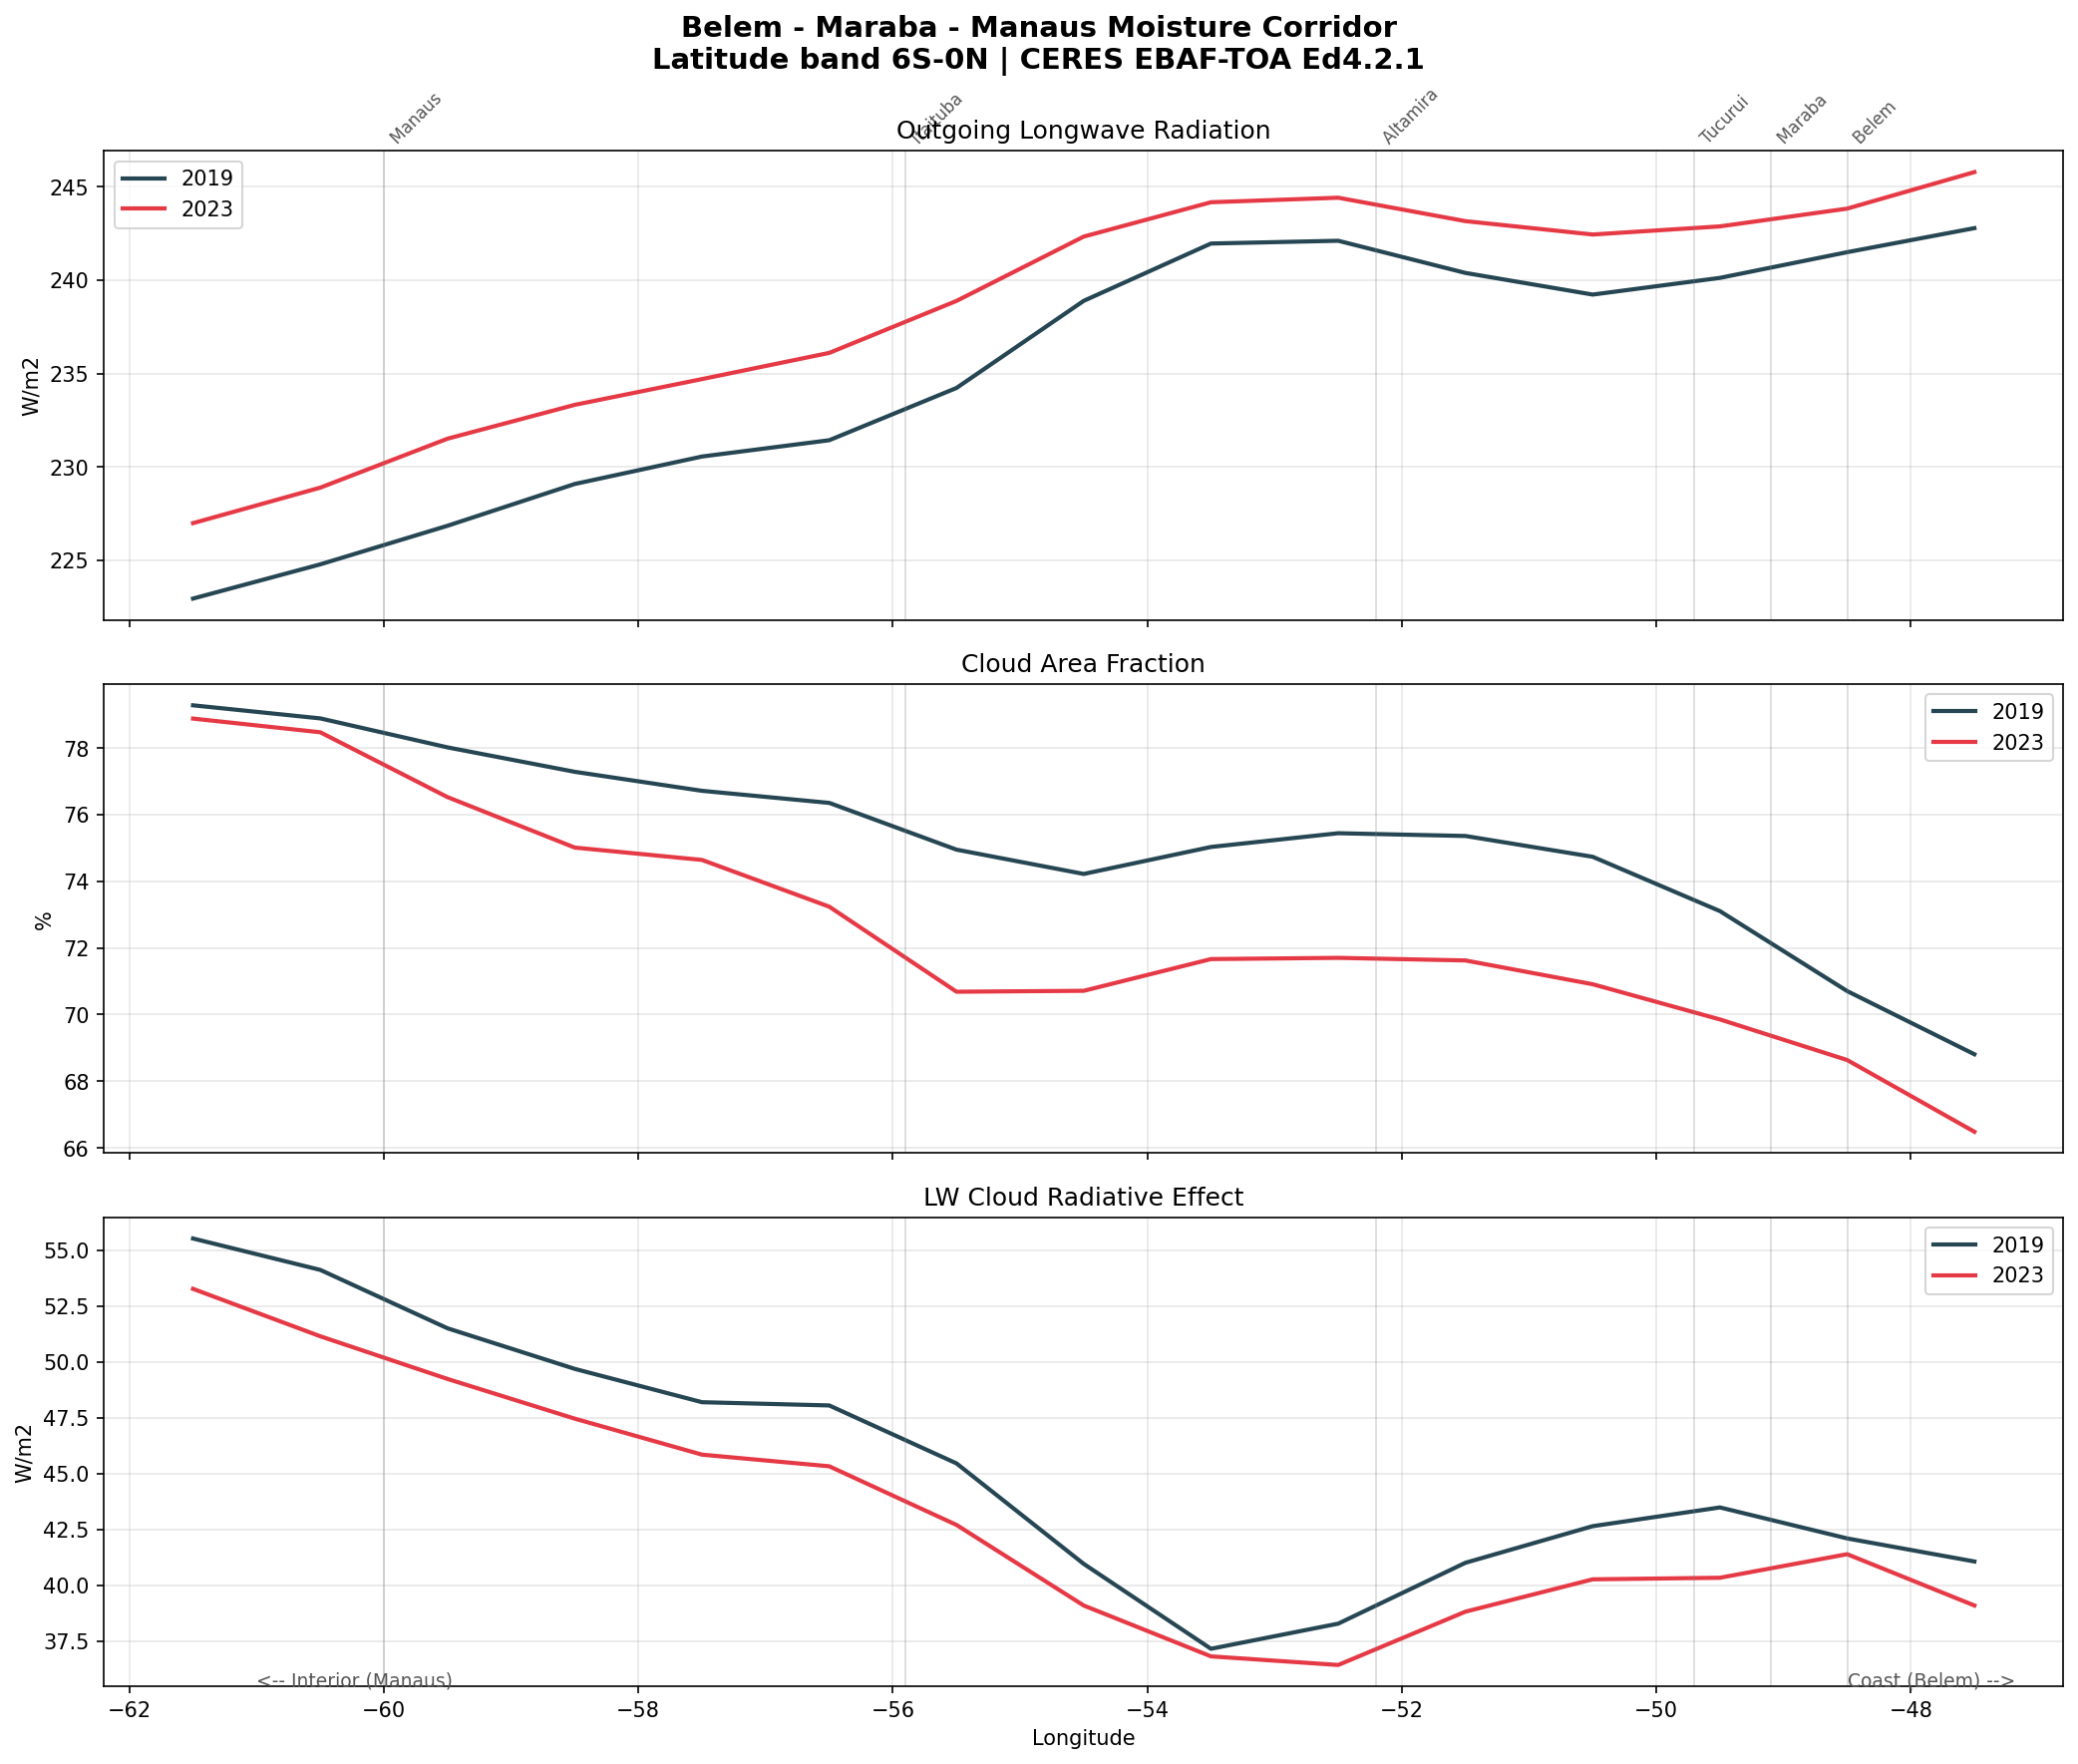 Belem - Maraba - Manaus Moisture Corridor
Latitude band 6S-0N | CERES EBAF-TOA Ed4.2.1
Manaus
Itaituba
Altamira
Tucurui
Maraba
Belem
Outgoing Longwave Radiation
2019
2023
245
240
235
230
225
W/m2
Cloud Area Fraction
2019
2023
78
76
74
72
70
68
66
%
LW Cloud Radiative Effect
2019
2023
55.0
52.5
50.0
47.5
45.0
42.5
40.0
37.5
W/m2
<-- Interior (Manaus)
Coast (Belem) -->
−62
−60
−58
−56
−54
−52
−50
−48
Longitude